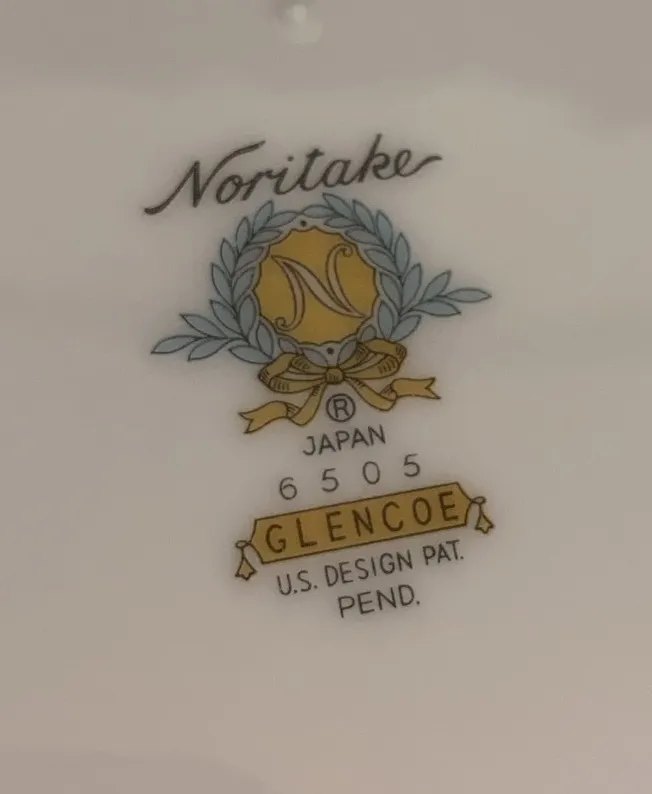 Noritake
N
®
JAPAN
6505
GLENCOE
U.S. DESIGN PAT.
PEND.